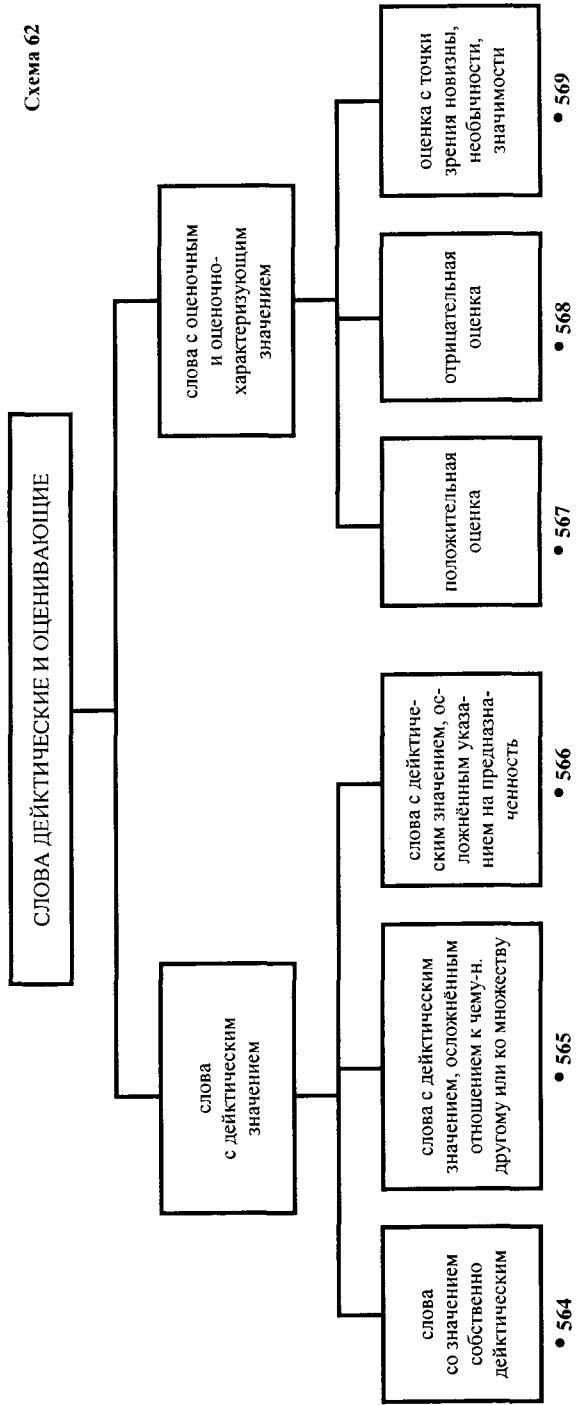 Схема 62
СЛОВА ДЕЙКТИЧЕСКИЕ И ОЦЕНИВАЮЩИЕ
слова
с дейктическим
значением
слова с оценочным
и оценочно-
характеризующим
значением
слова
со значением
собственно
дейктическим
слова с дейктическим
значением, осложнённым
отношением к чему-н.
другому или ко множеству
слова с дейктиче-
ским значением, ос-
ложнённым указа-
нием на предназна-
ченность
положительная
оценка
отрицательная
оценка
оценка с точки
зрения новизны,
необычности,
значимости
• 564
• 565
• 566
• 567
• 568
• 569